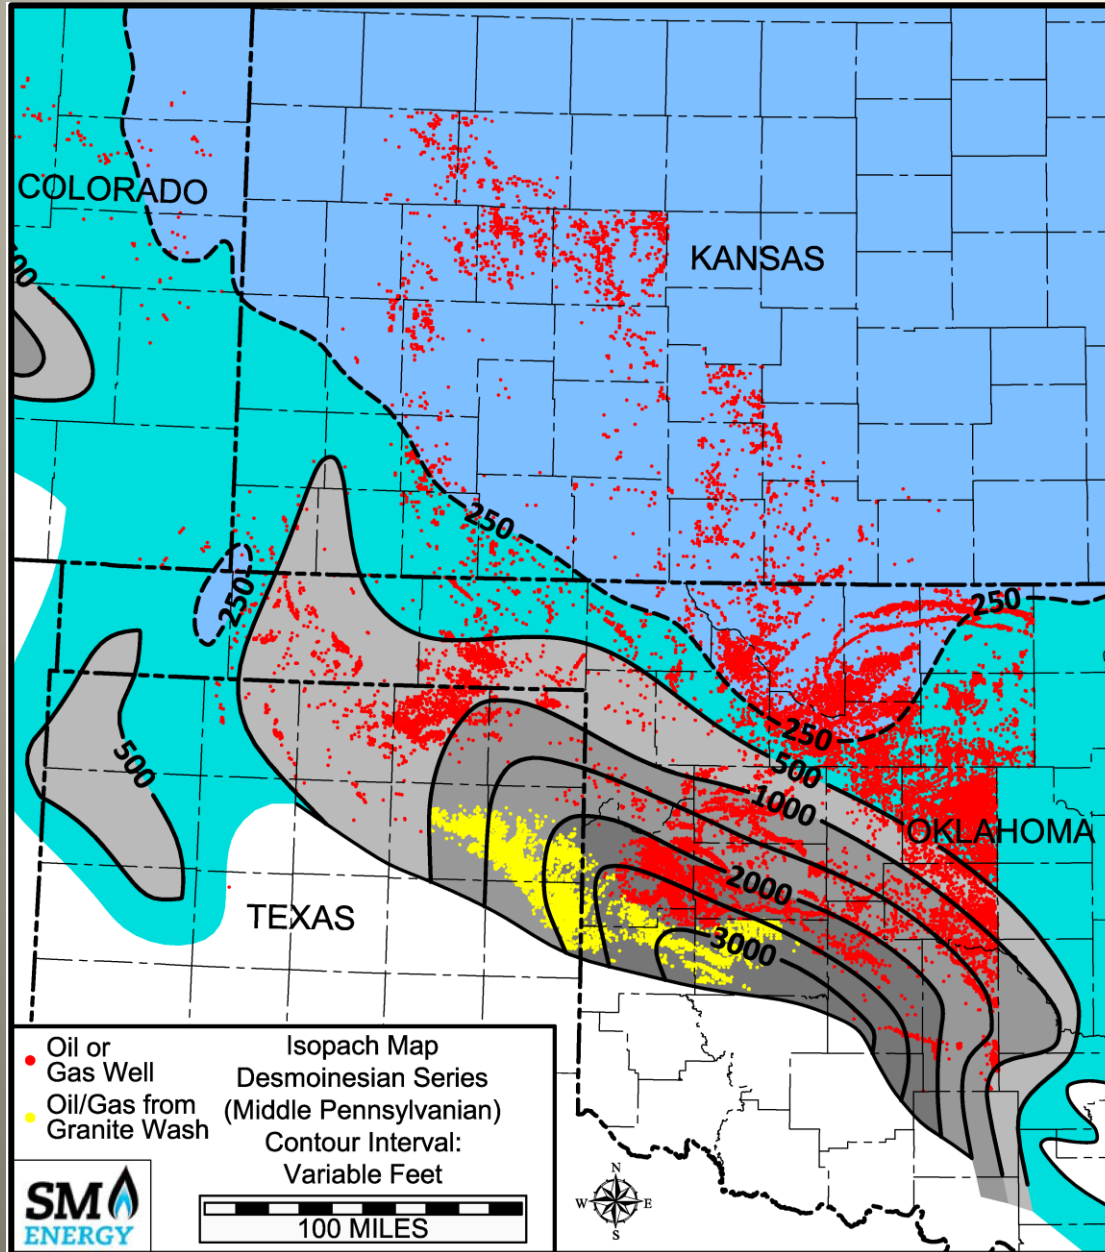 COLORADO
KANSAS
00
250
250
250
250
500
500
1000
OKLAHOMA
2000
TEXAS
3000
Oil or
Gas Well
Oil/Gas from
Granite Wash
Isopach Map
Desmoinesian Series
(Middle Pennsylvanian)
Contour Interval:
Variable Feet
100 MILES
SM
ENERGY
N
W
E
S